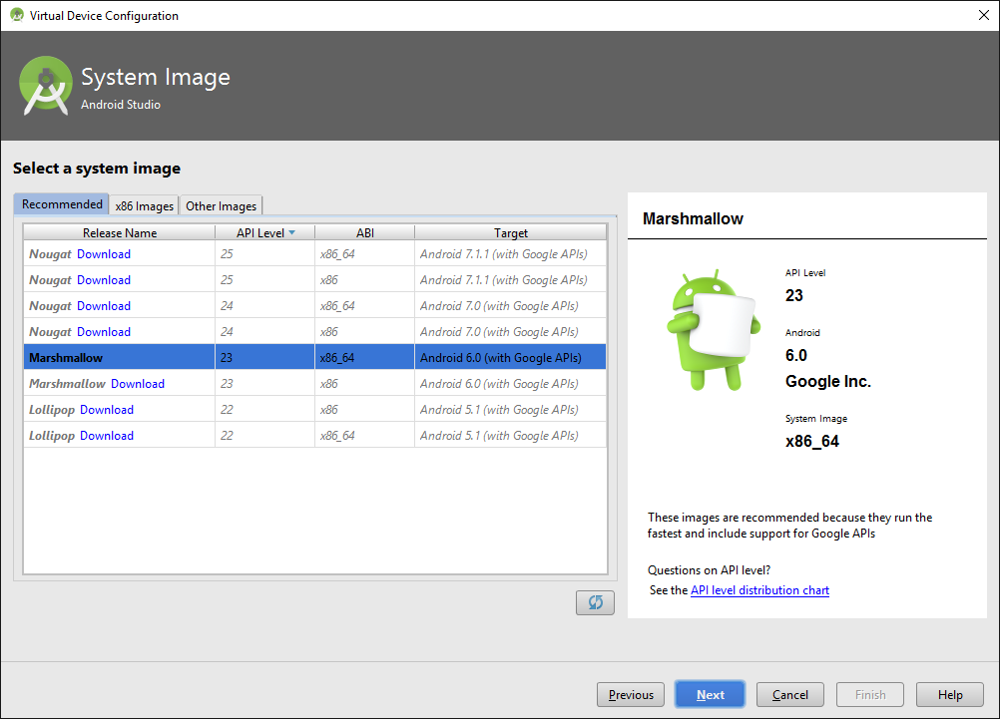 Virtual Device Configuration
System Image
Android Studio
Select a system image
Recommended x86 Images Other Images
Release Name API Level ABI Target
Nougat Download 25 x86_64 Android 7.1.1 (with Google APIs)
Nougat Download 25 x86 Android 7.1.1 (with Google APIs)
Nougat Download 24 x86_64 Android 7.0 (with Google APIs)
Nougat Download 24 x86 Android 7.0 (with Google APIs)
Marshmallow 23 x86_64 Android 6.0 (with Google APIs)
Marshmallow Download 23 x86 Android 6.0 (with Google APIs)
Lollipop Download 22 x86 Android 5.1 (with Google APIs)
Lollipop Download 22 x86_64 Android 5.1 (with Google APIs)
Marshmallow
API Level
23
Android
6.0
Google Inc.
System Image
x86_64
These images are recommended because they run the
fastest and include support for Google APIs
Questions on API level?
See the API level distribution chart
Previous Next Cancel Finish Help